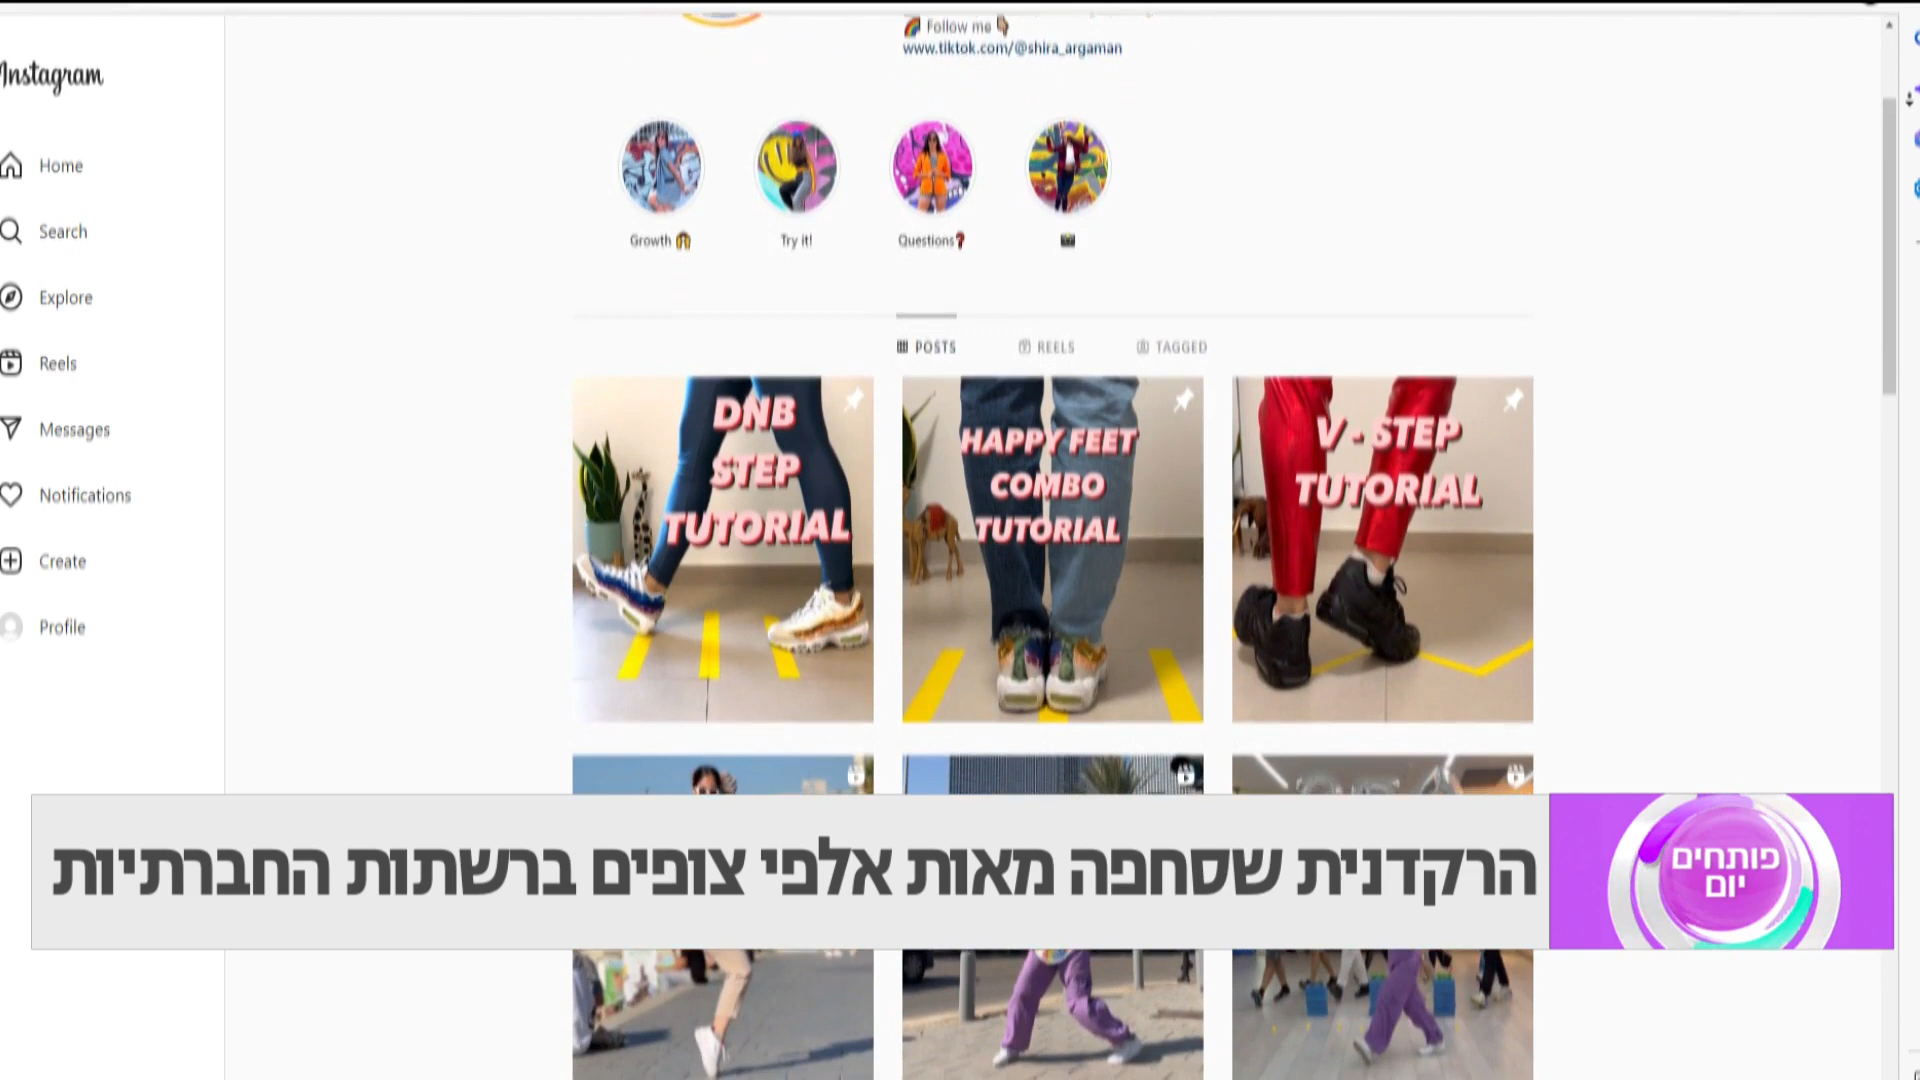 Follow me
www.tiktok.com/@shira_argaman
Instagram
Home
Search
Explore
Reels
Messages
Notifications
Create
Profile
Growth
Try it!
Questions
POSTS
REELS
TAGGED
DNB
STEP
TUTORIAL
HAPPY FEET
COMBO
TUTORIAL
V - STEP
TUTORIAL
הרקדנית שסחפה מאות אלפי צופים ברשתות החברתיות
פותחים
יום